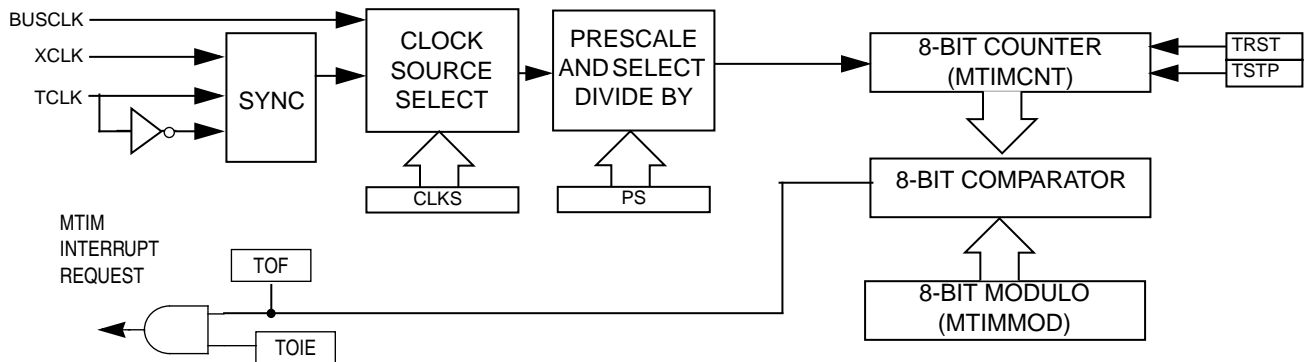 BUSCLK
XCLK
TCLK
SYNC
CLOCK
SOURCE
SELECT
CLKS
PRESCALE
AND SELECT
DIVIDE BY
PS
8-BIT COUNTER
(MTIMCNT)
TRST
TSTP
8-BIT COMPARATOR
8-BIT MODULO
(MTIMMOD)
MTIM
INTERRUPT
REQUEST
TOF
TOIE